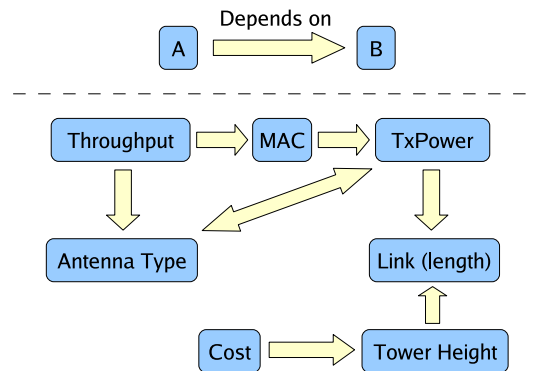 Depends on
A
B
Throughput
MAC
TxPower
Antenna Type
Link (length)
Cost
Tower Height